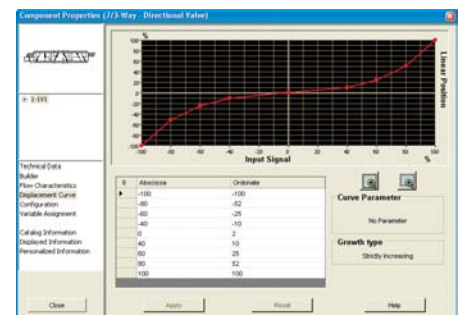 Component Properties (7/3-Way - Directional Valve)
1-1V1
%
100
80
60
40
20
0
-20
-40
-60
-80
-100
-100 -80 -60 -40 -20 0 20 40 60 80 100
Input Signal %
Linear Position
Technical Data
Builder
Flow Characteristics
Displacement Curve
Configuration
Variable Assignment
Catalog Information
Displayed Information
Personalized Information
9 Abscissa Ordonate
-100 -100
-80 -52
-60 -25
-40 -10
0 2
40 10
60 25
80 52
100 100
Curve Parameter
No Parameter
Growth type
Strictly Increasing
Close Apply Reset Help